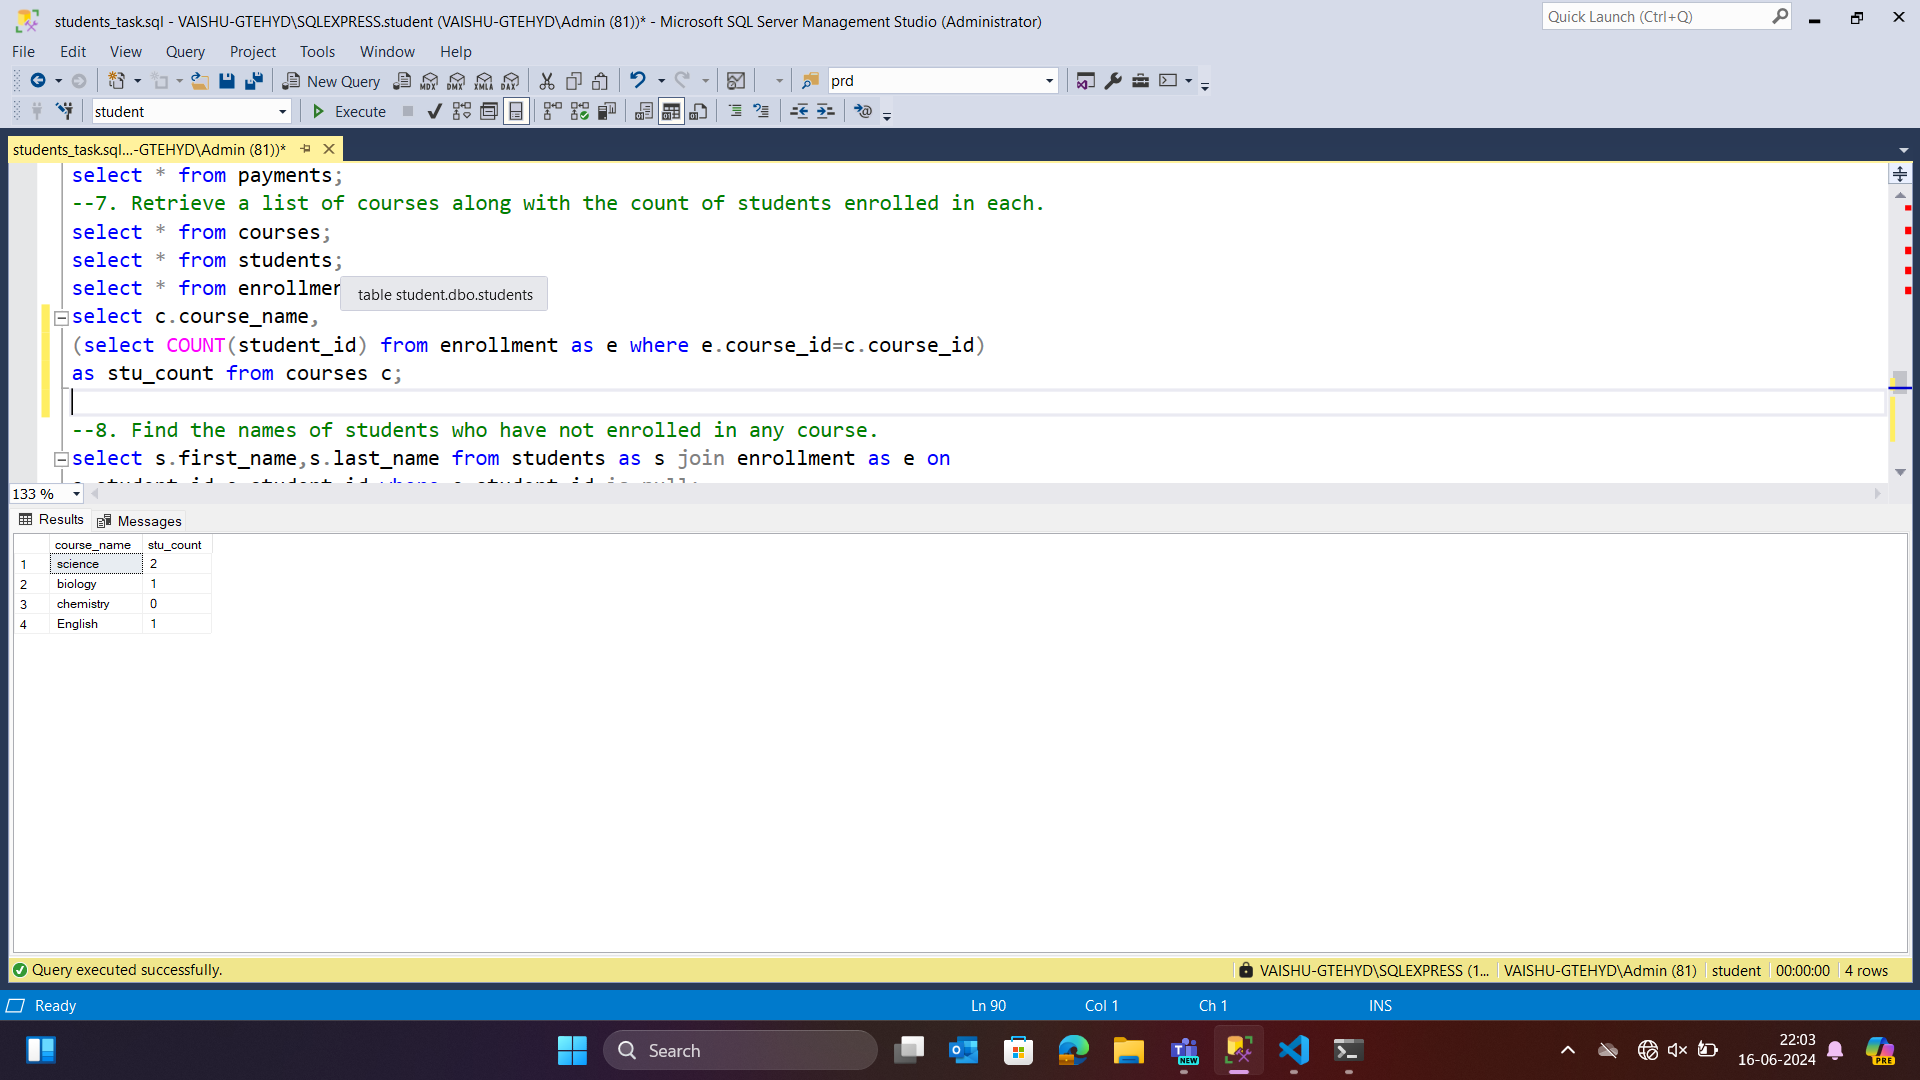 students_task.sql - VAISHU-GTEHYD\SQLEXPRESS.student (VAISHU-GTEHYD\Admin (81))* - Microsoft SQL Server Management Studio (Administrator)
Quick Launch (Ctrl+Q)
File Edit View Query Project Tools Window Help
New Query MDX DMX XMLA DAX prd
student Execute
students_task.sql...-GTEHYD\Admin (81))*
select * from payments;
--7. Retrieve a list of courses along with the count of students enrolled in each.
select * from courses;
select * from students;
select * from enrollmen
table student.dbo.students
select c.course_name,
(select COUNT(student_id) from enrollment as e where e.course_id=c.course_id)
as stu_count from courses c;
--8. Find the names of students who have not enrolled in any course.
select s.first_name,s.last_name from students as s join enrollment as e on
133 %
Results Messages
course_name stu_count
1 science 2
2 biology 1
3 chemistry 0
4 English 1
Query executed successfully.
VAISHU-GTEHYD\SQLEXPRESS (1... VAISHU-GTEHYD\Admin (81) student 00:00:00 4 rows
Ready Ln 90 Col 1 Ch 1 INS
Search
NEW
22:03
16-06-2024
PRE